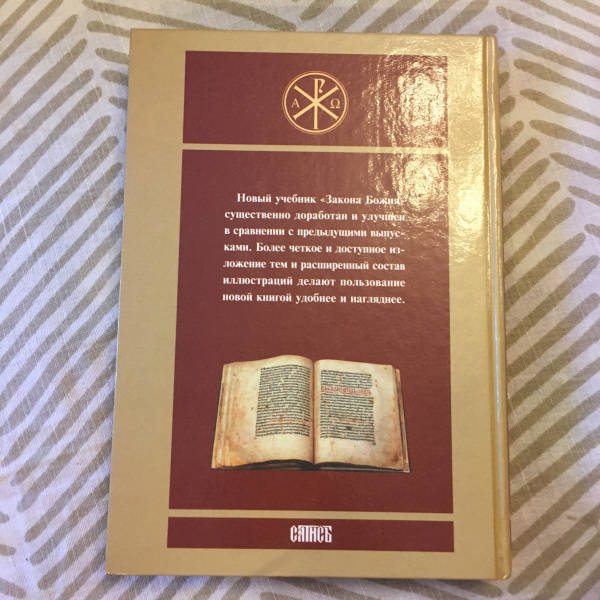 Α Ω
Новый учебник «Закона Божия»
существенно доработан и улучшен
в сравнении с предыдущими выпус-
ками. Более четкое и доступное из-
ложение тем и расширенный состав
иллюстраций делают пользование
новой книгой удобнее и нагляднее.
САТИСЪ